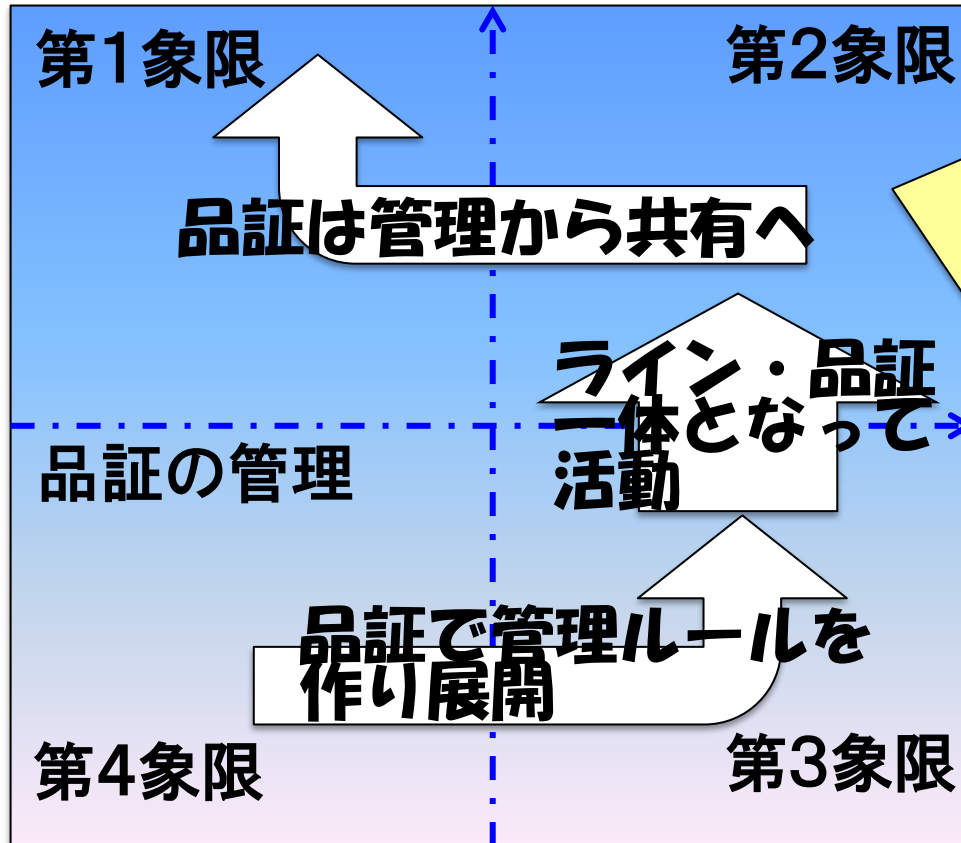 第1象限
第2象限
品証は管理から共有へ
ライン・品証
一体となって
活動
品証の管理
品証で管理ルールを
作り展開
第4象限
第3象限